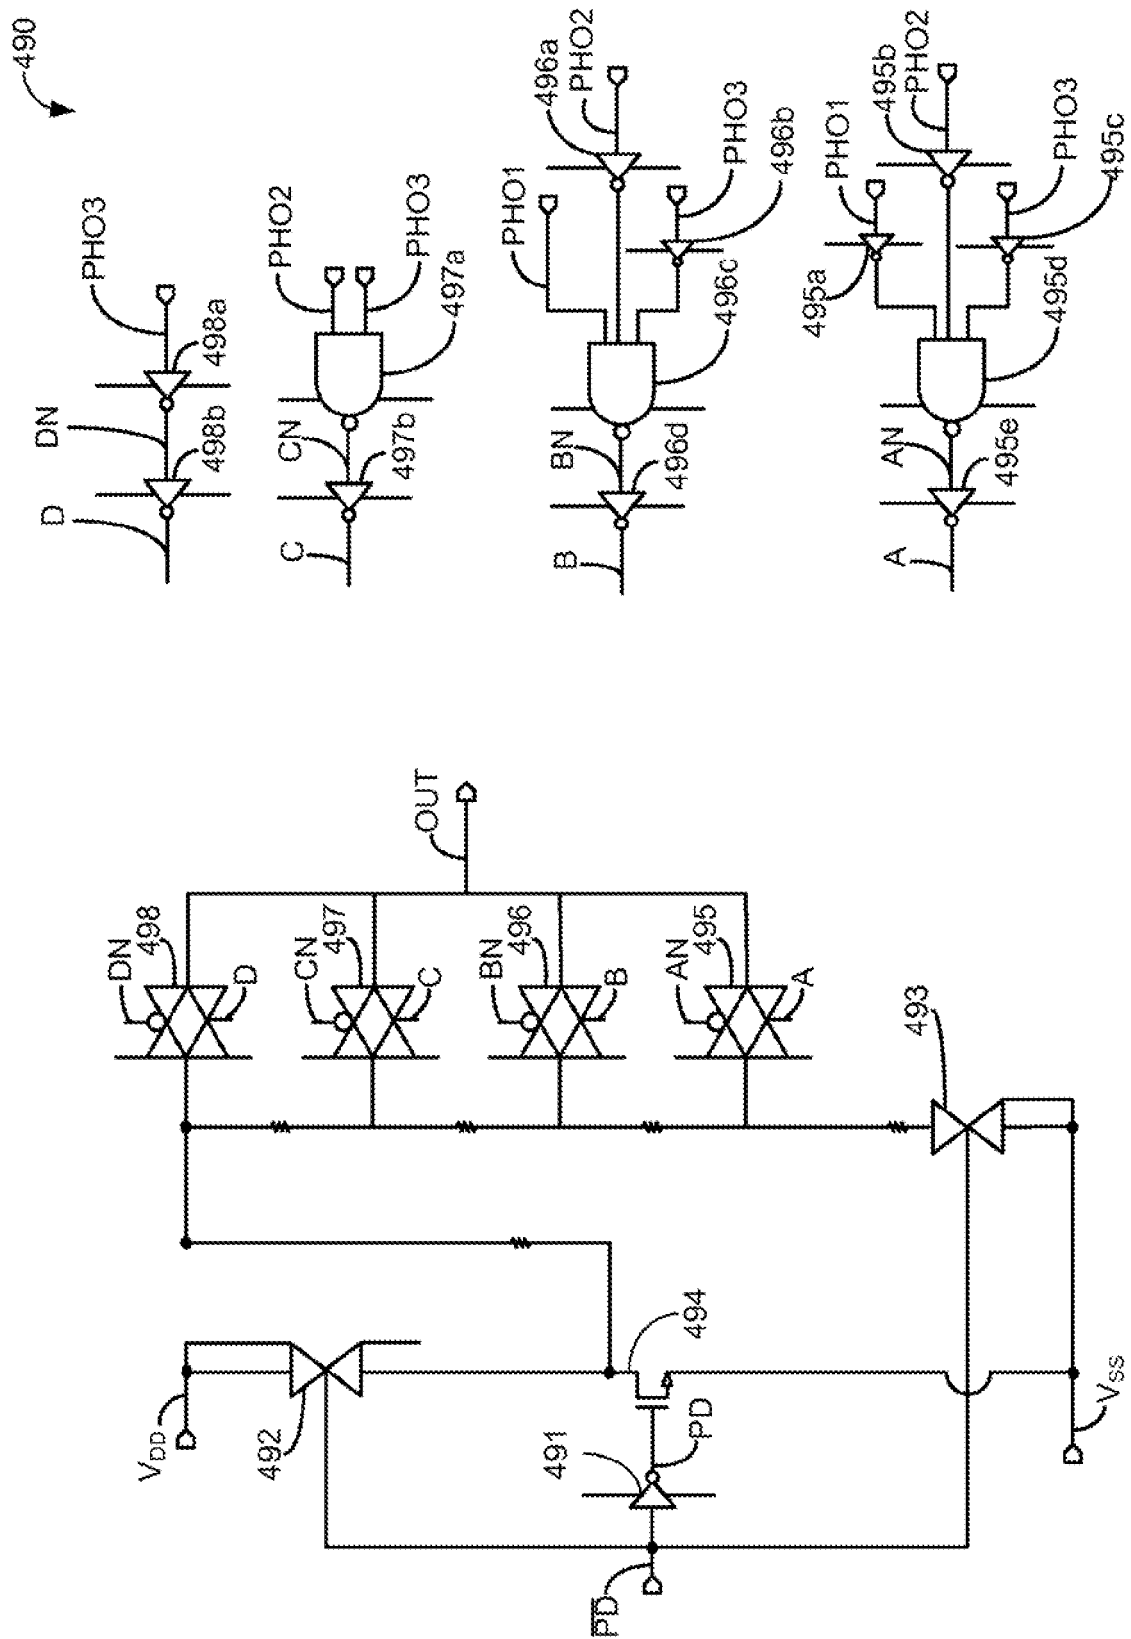 490
PHO3
498a
DN
498b
D
PHO2
PHO3
497a
CN
497b
C
PHO1
496a
PHO2
PHO3
496b
496c
BN
496d
B
PHO1
495a
495b
PHO2
PHO3
495c
495d
AN
495e
A
OUT
DN
498
D
CN
497
C
BN
496
B
AN
495
A
493
VDD
492
494
491
PD
PD
VSS